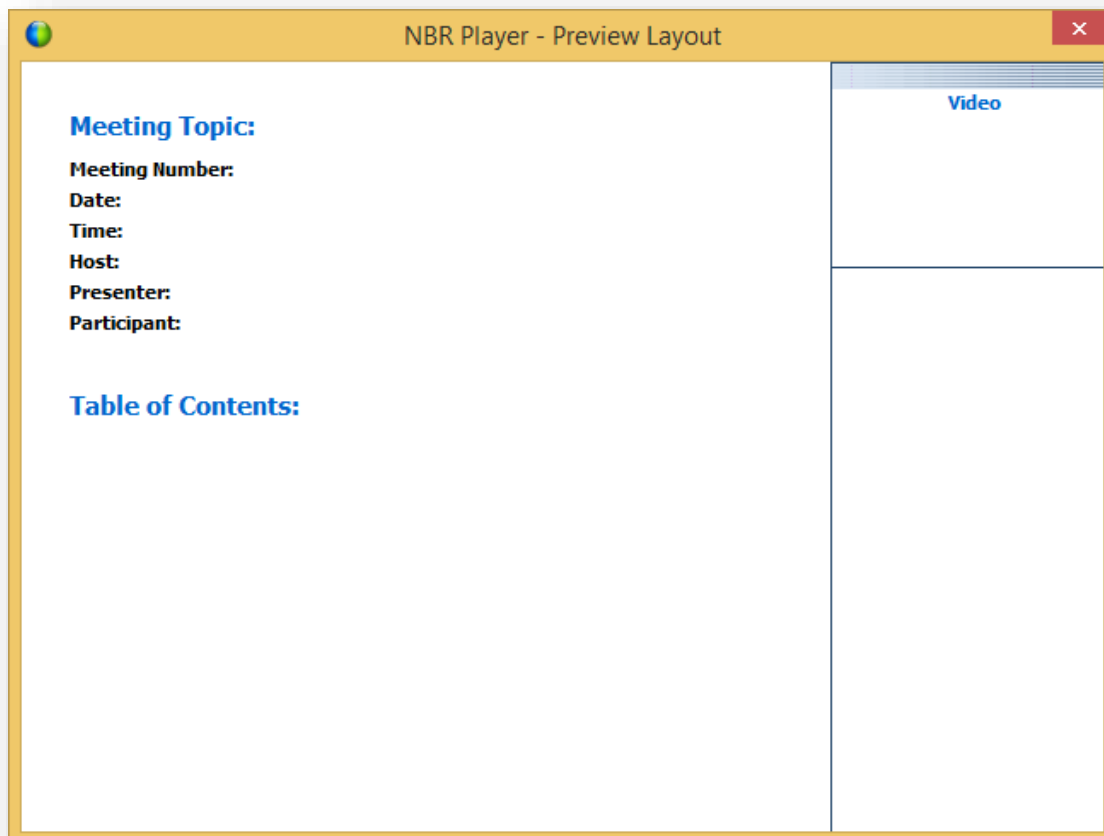 NBR Player - Preview Layout
Meeting Topic:
Meeting Number:
Date:
Time:
Host:
Presenter:
Participant:
Table of Contents:
Video